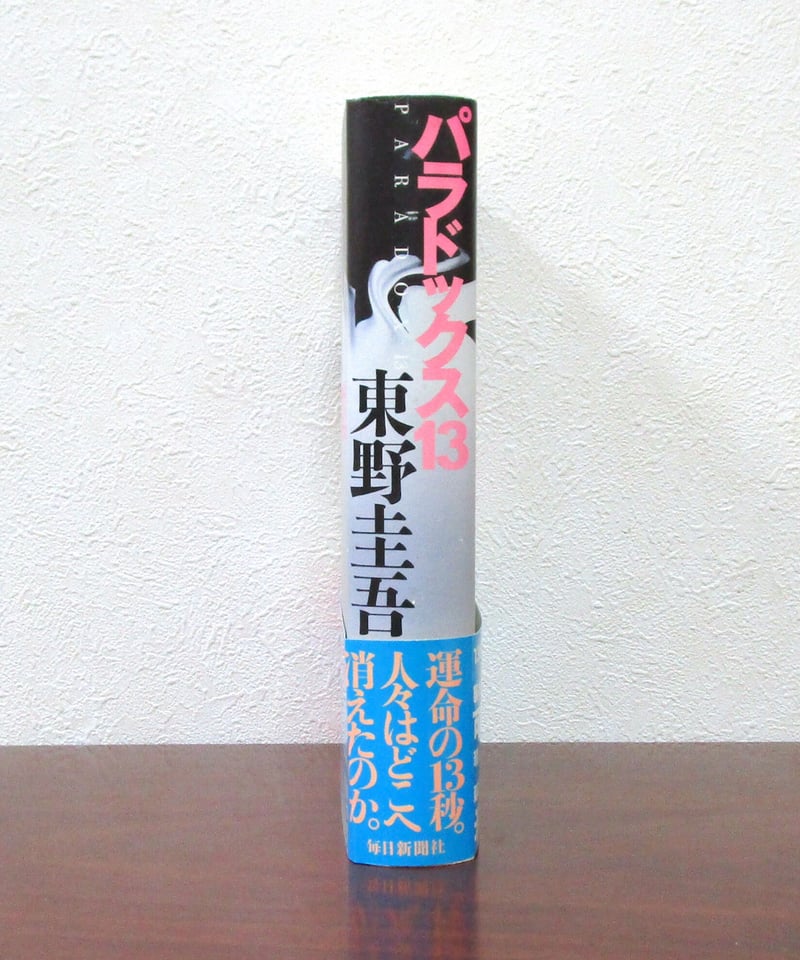 パラドックス13
PARADO
東野圭吾
運命の13秒。
人々はどこへ
消えたのか。
毎日新聞社